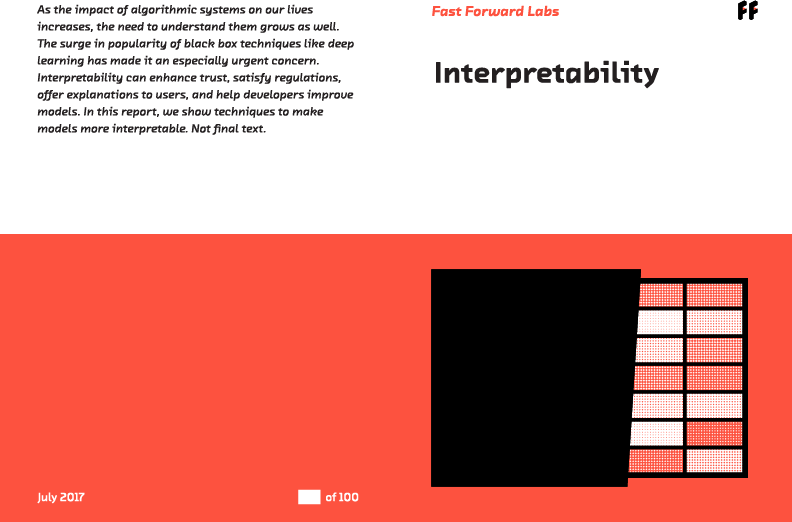 As the impact of algorithmic systems on our lives
increases, the need to understand them grows as well.
The surge in popularity of black box techniques like deep
learning has made it an especially urgent concern.
Interpretability can enhance trust, satisfy regulations,
offer explanations to users, and help developers improve
models. In this report, we show techniques to make
models more interpretable. Not final text.
July 2017
of 100
Fast Forward Labs
FF
Interpretability